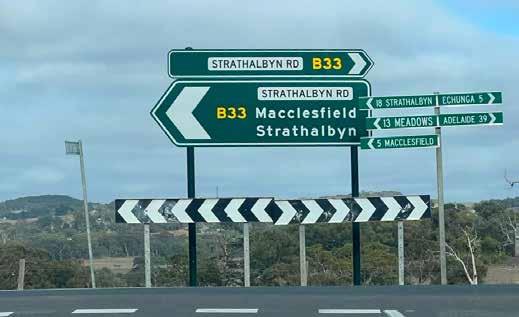 STRATHALBYN RD B33
STRATHALBYN RD
B33 Macclesfield
Strathalbyn
18 STRATHALBYN ECHUNGA 5
13 MEADOWS ADELAIDE 39
5 MACCLESFIELD